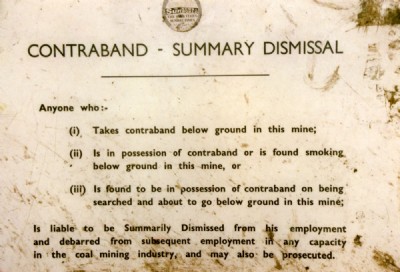 CONTRABAND - SUMMARY DISMISSAL
Anyone who:-
(i) Takes contraband below ground in this mine;
(ii) Is in possession of contraband or is found smoking
below ground in this mine, or
(iii) Is found to be in possession of contraband on being
searched and about to go below ground in this mine;
Is liable to be Summarily Dismissed from his employment
and debarred from subsequent employment in any capacity
in the coal mining industry, and may also be prosecuted.